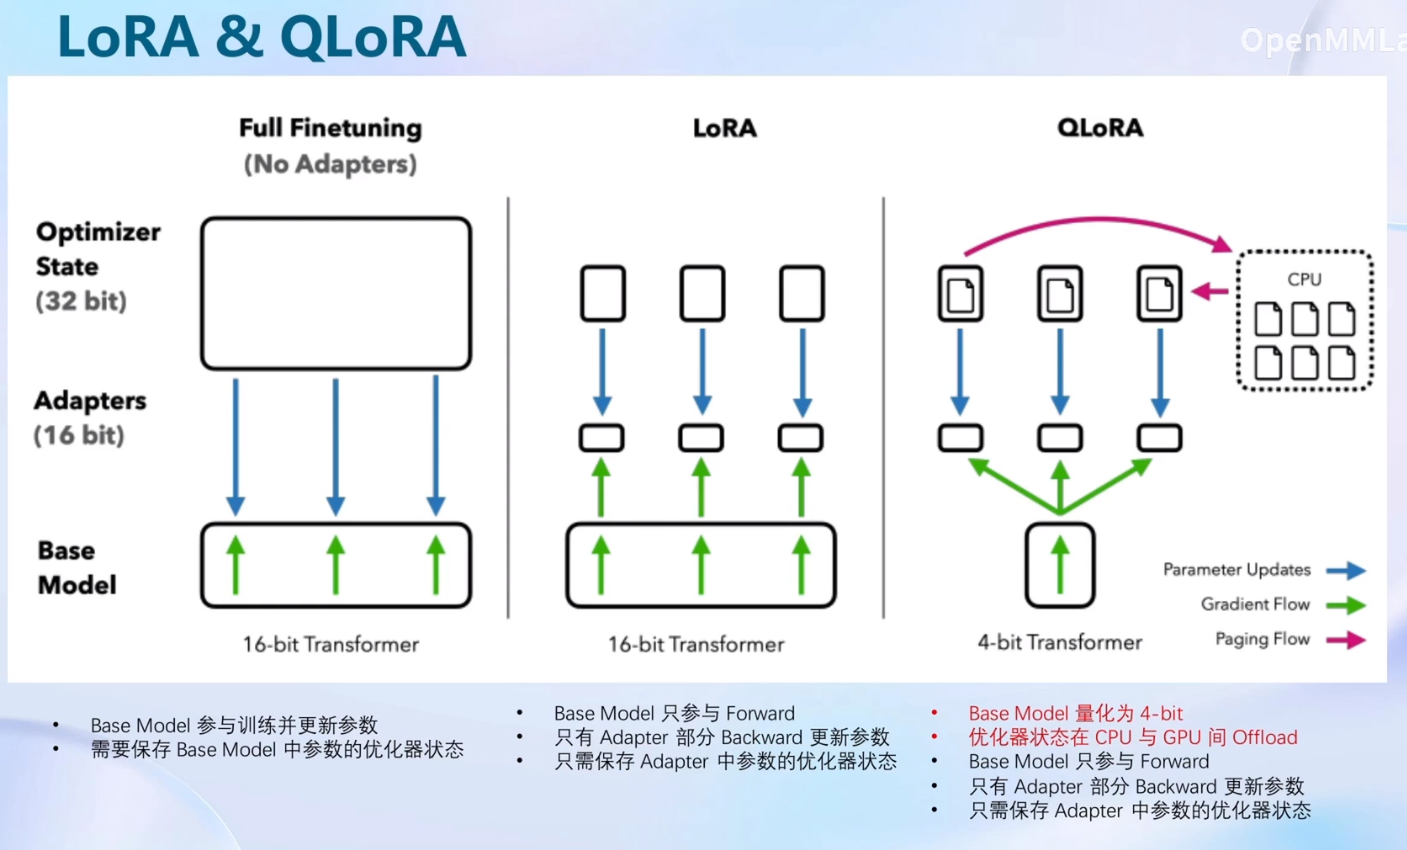 LoRA & QLoRA
OpenMMLa
Full Finetuning
(No Adapters)
LoRA
QLoRA
Optimizer
State
(32 bit)
CPU
Adapters
(16 bit)
Base
Model
Parameter Updates
Gradient Flow
Paging Flow
16-bit Transformer
16-bit Transformer
4-bit Transformer
• Base Model 参与训练并更新参数
• 需要保存 Base Model 中参数的优化器状态
• Base Model 只参与 Forward
• 只有 Adapter 部分 Backward 更新参数
• 只需保存 Adapter 中参数的优化器状态
• Base Model 量化为 4-bit
• 优化器状态在 CPU 与 GPU 间 Offload
• Base Model 只参与 Forward
• 只有 Adapter 部分 Backward 更新参数
• 只需保存 Adapter 中参数的优化器状态